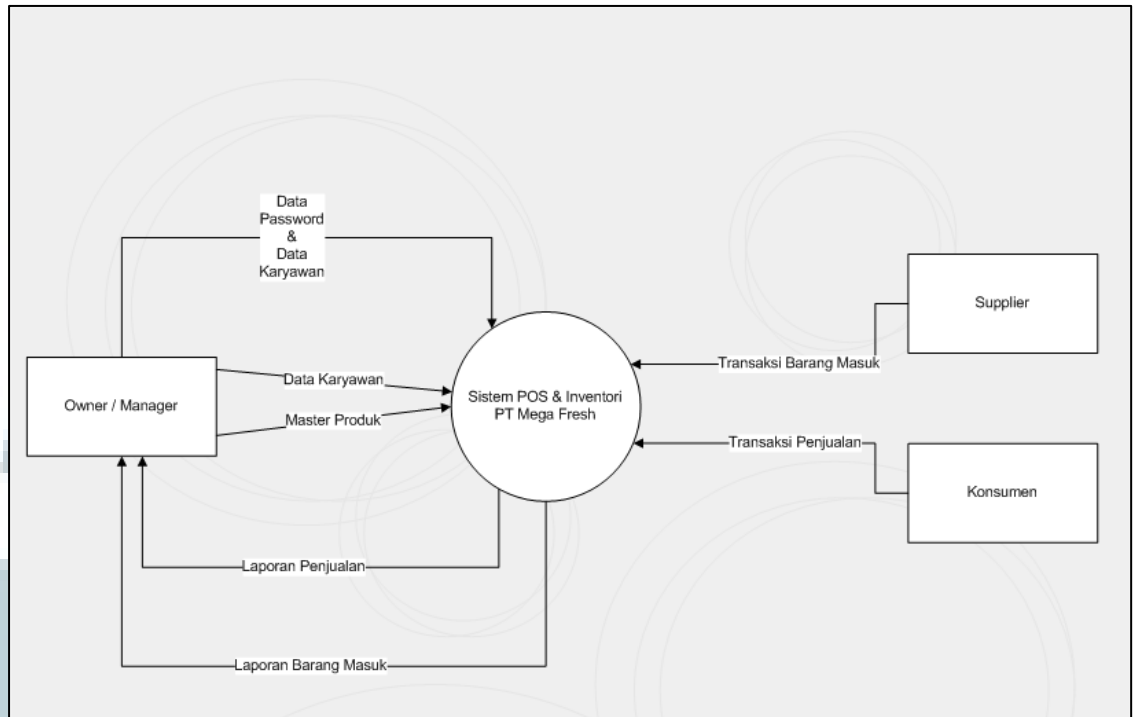 Data
Password
&
Data
Karyawan
Supplier
Transaksi Barang Masuk
Data Karyawan
Sistem POS & Inventori
PT Mega Fresh
Owner / Manager
Master Produk
Transaksi Penjualan
Konsumen
Laporan Penjualan
Laporan Barang Masuk